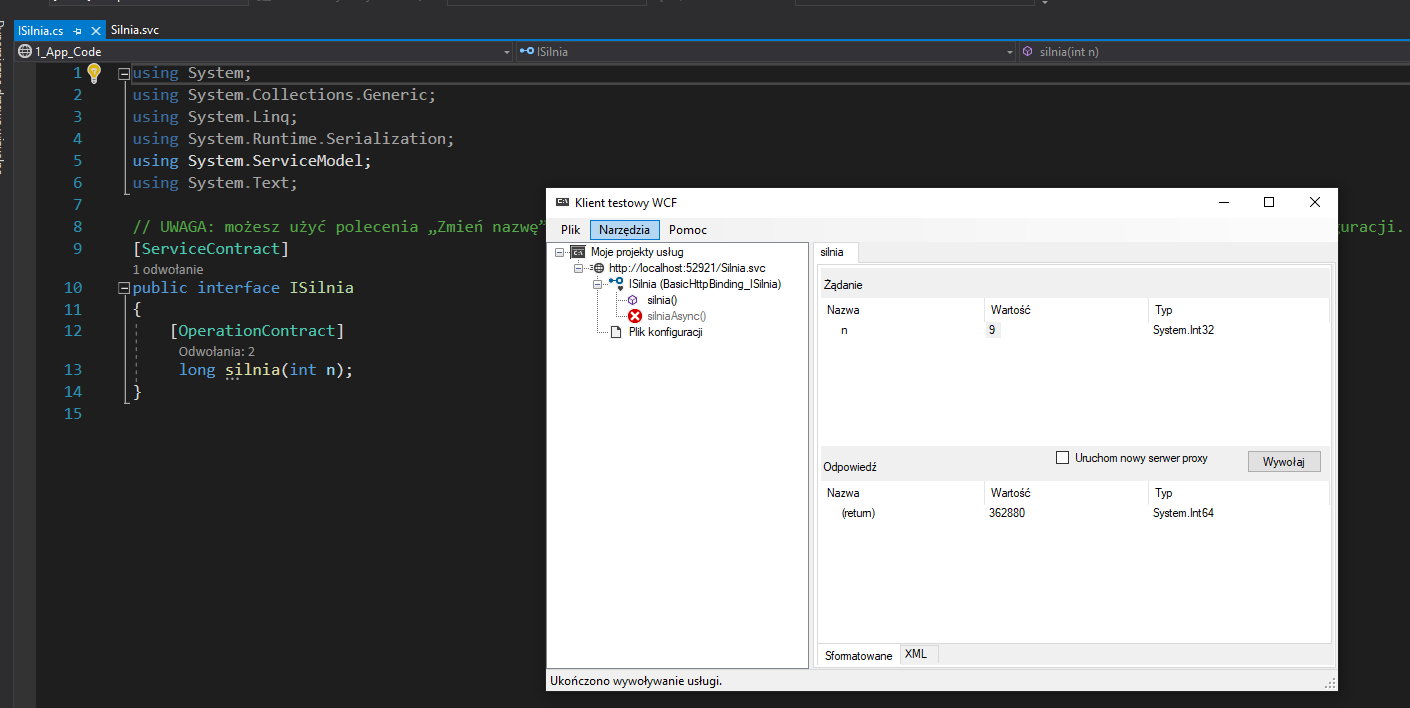 ISilnia.cs Silnia.svc
1_App_Code ISilnia silnia(int n)
1 using System;
2 using System.Collections.Generic;
3 using System.Linq;
4 using System.Runtime.Serialization;
5 using System.ServiceModel;
6 using System.Text;
7
8 // UWAGA: możesz użyć polecenia „Zmień nazwę”
9 [ServiceContract]
1 odwołanie
10 public interface ISilnia
11 {
12 [OperationContract]
Odwołania: 2
13 long silnia(int n);
14 }
15
Klient testowy WCF
Plik Narzędzia Pomoc
Moje projekty usług
http://localhost:52921/Silnia.svc
ISilnia (BasicHttpBinding_ISilnia)
silnia()
silniaAsync()
Plik konfiguracji
silnia
Żądanie
Nazwa Wartość Typ
n 9 System.Int32
Odpowiedź Uruchom nowy serwer proxy Wywołaj
Nazwa Wartość Typ
(return) 362880 System.Int64
Sformatowane XML
Ukończono wywoływanie usługi.